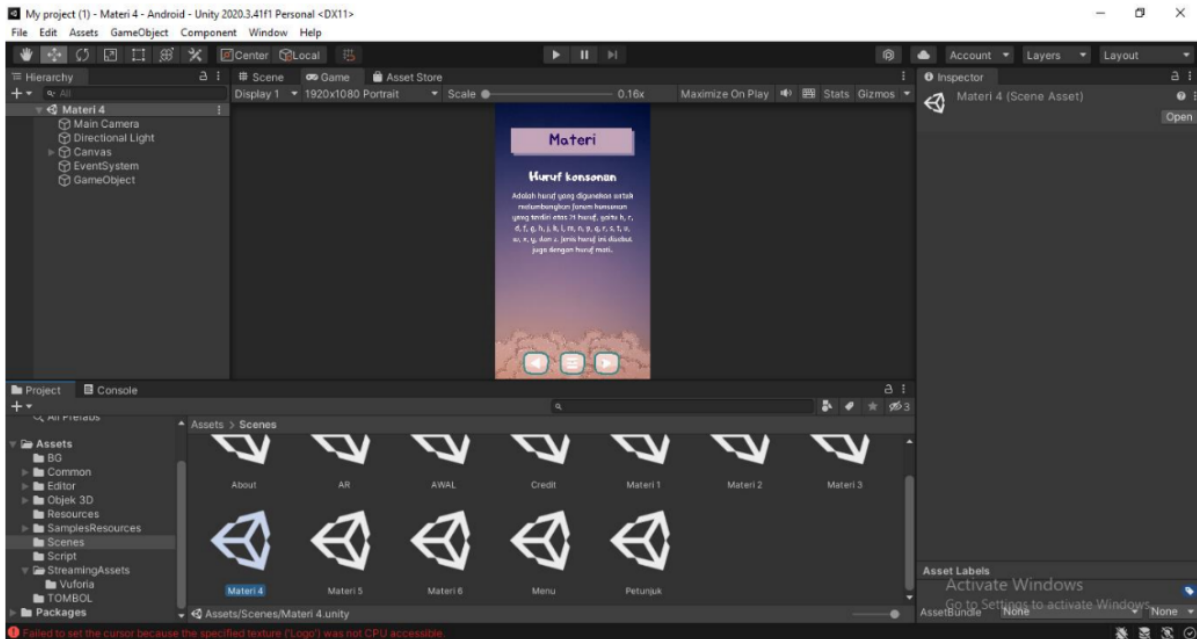 My project (1) - Materi 4 - Android - Unity 2020.3.41f1 Personal <DX11>
File Edit Assets GameObject Component Window Help
Center Local
Account Layers Layout
Hierarchy
All
Materi 4
Main Camera
Directional Light
Canvas
EventSystem
GameObject
Scene Game Asset Store
Display 1 1920x1080 Portrait Scale 0.16x Maximize On Play Stats Gizmos
Materi
Huruf konsonan
Adalah huruf yang digunakan untuk
melambangkan fonem konsonan
yang terdiri atas 21 huruf, yaitu b, c,
d, f, g, h, j, k, l, m, n, p, q, r, s, t, v,
w, x, y, dan z. Jenis huruf ini disebut
juga dengan huruf mati.
Inspector
Materi 4 (Scene Asset)
Open
Project Console
3
All Prefabs
Assets
BG
Common
Editor
Objek 3D
Resources
SamplesResources
Scenes
Script
StreamingAssets
Vuforia
TOMBOL
Packages
Assets > Scenes
About AR AWAL Credit Materi 1 Materi 2 Materi 3
Materi 4 Materi 5 Materi 6 Menu Petunjuk
Assets/Scenes/Materi 4.unity
Asset Labels
Activate Windows
Go to Settings to activate Windows.
AssetBundle None None
Failed to set the cursor because the specified texture ('Logo') was not CPU accessible.